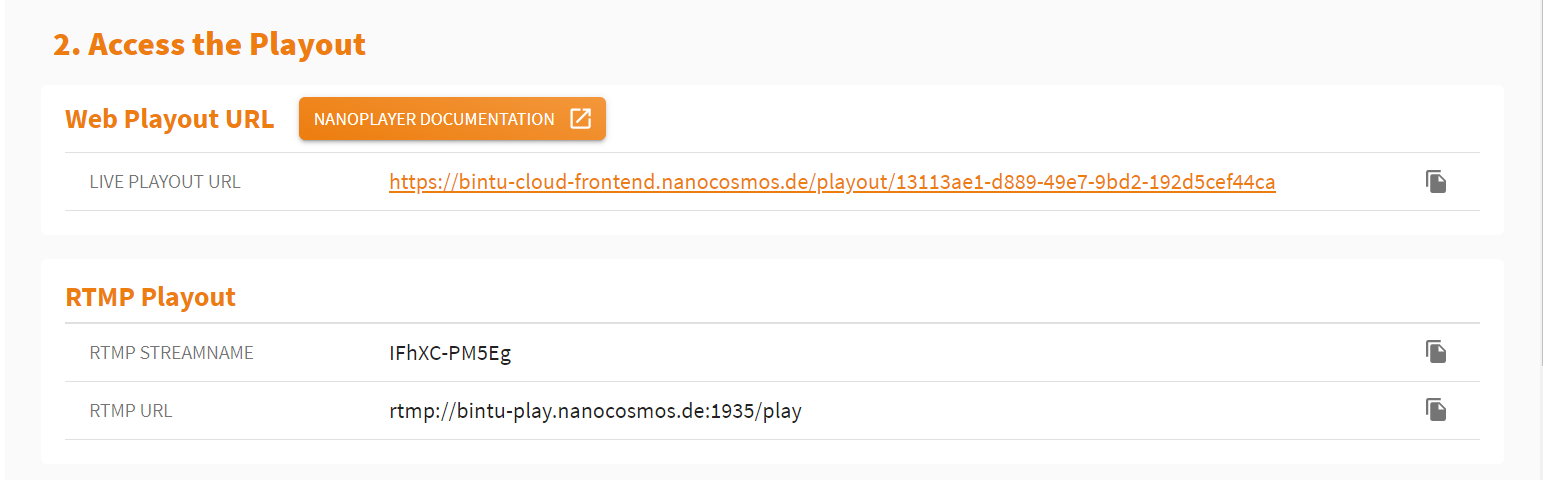 2. Access the Playout
Web Playout URL
NANOPLAYER DOCUMENTATION
LIVE PLAYOUT URL
https://bintu-cloud-frontend.nanocosmos.de/playout/13113ae1-d889-49e7-9bd2-192d5cef44ca
RTMP Playout
RTMP STREAMNAME
IFhXC-PM5Eg
RTMP URL
rtmp://bintu-play.nanocosmos.de:1935/play